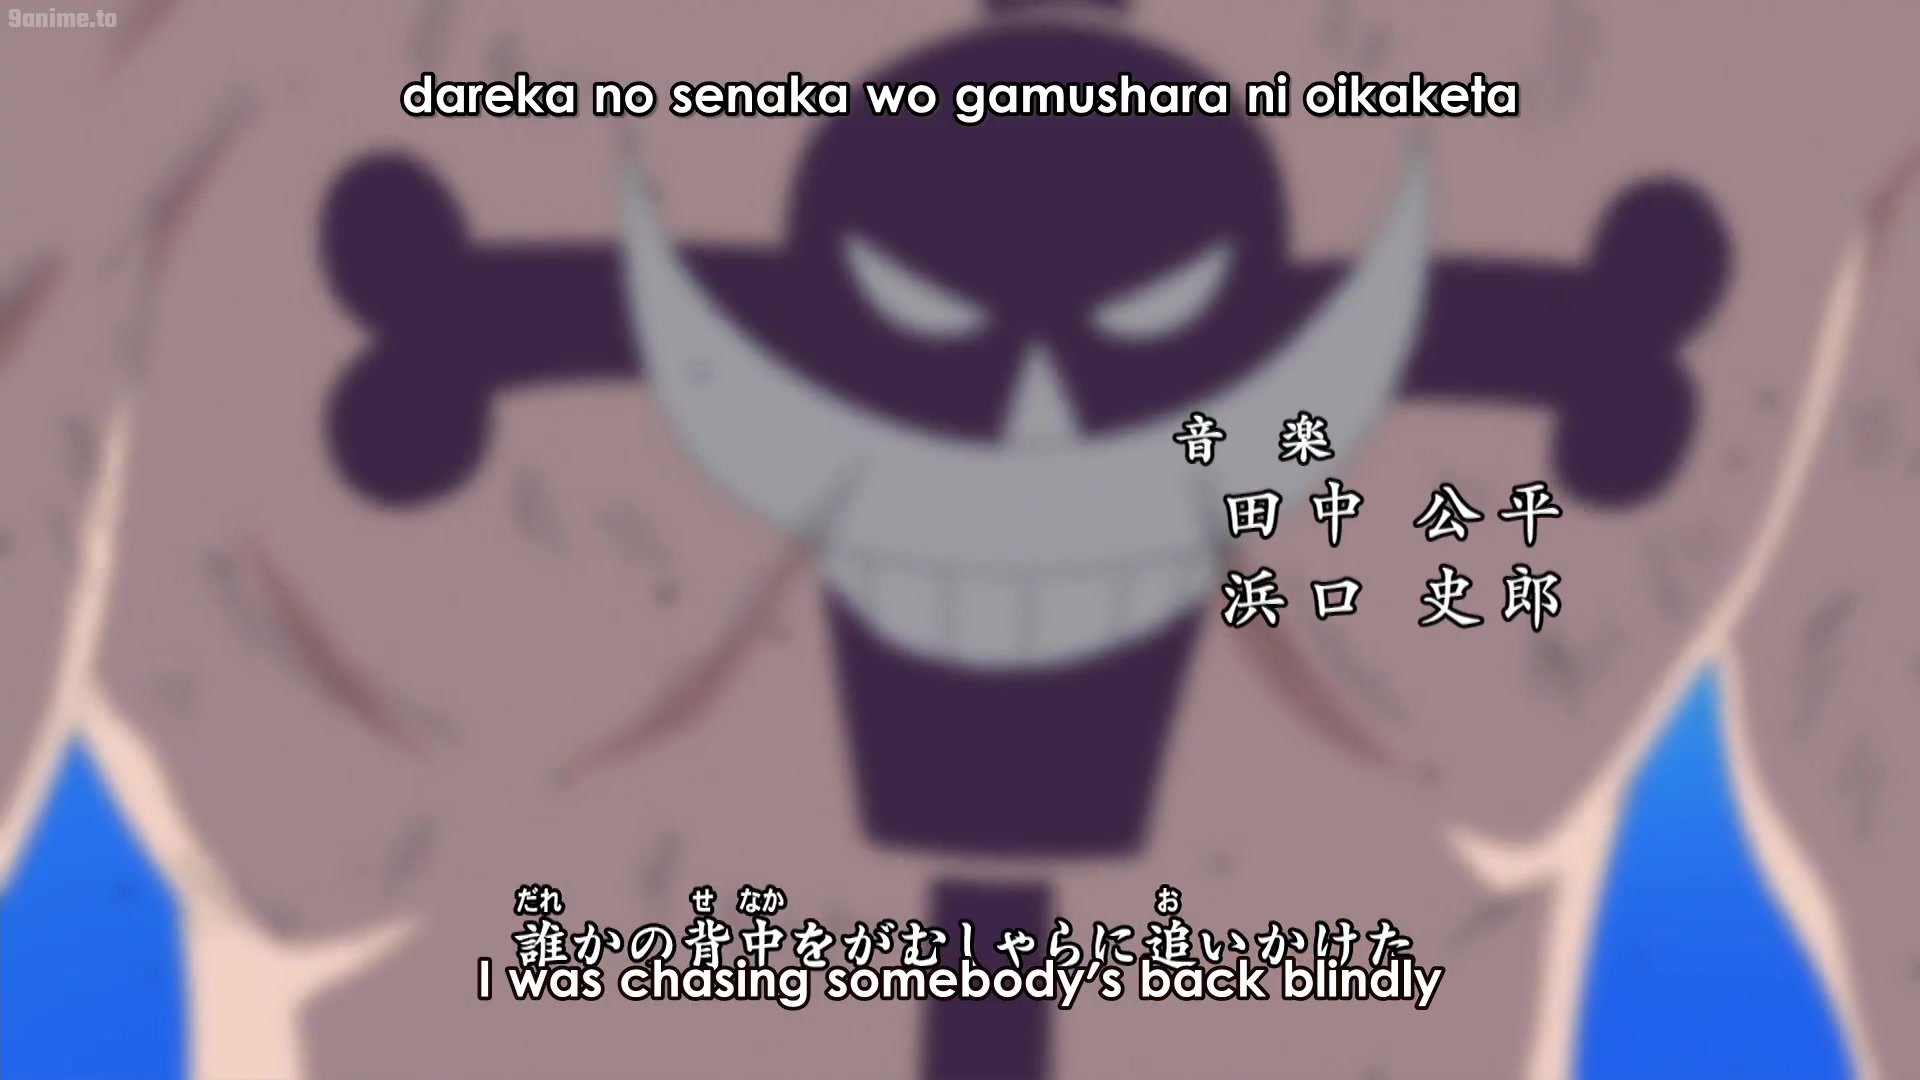 9anime.to
dareka no senaka wo gamushara ni oikaketa
音 楽
田中 公平
浜口 史郎
だれ せ なか お
誰かの背中をがむしゃらに追いかけた
I was chasing somebody's back blindly